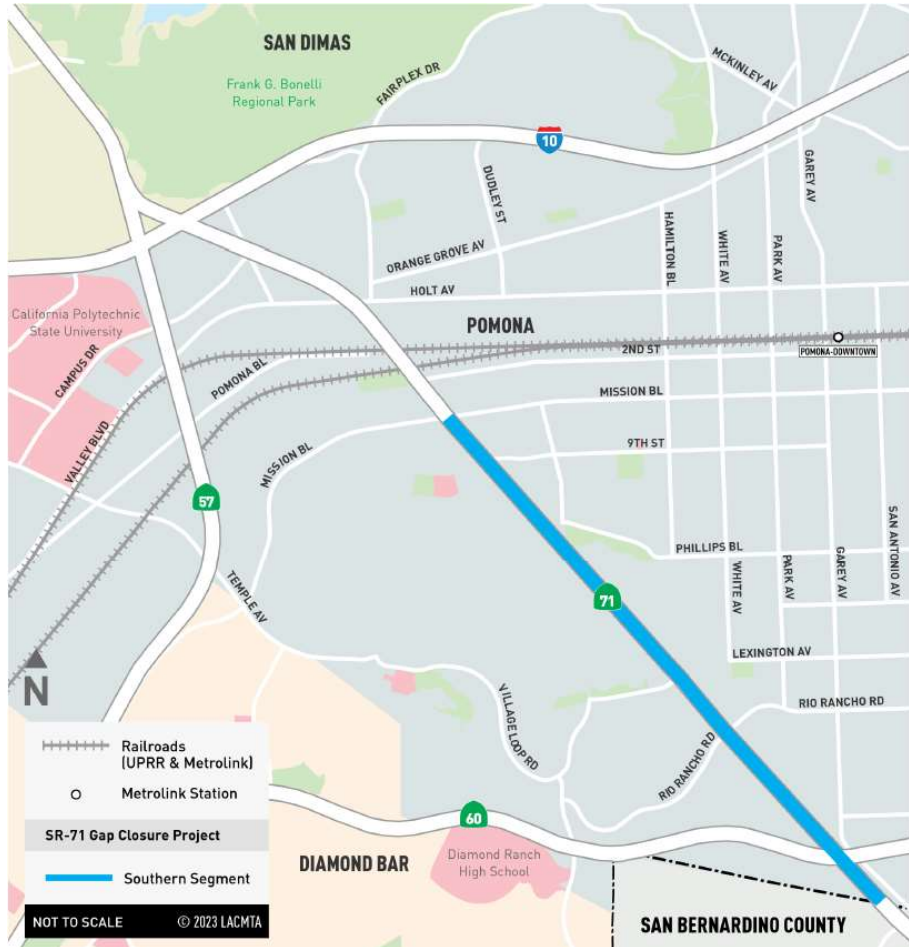 SAN DIMAS
Frank G. Bonelli
Regional Park
FAIRPLEX DR
MCKINLEY AV
10
DUDLEY ST
GAREY AV
HAMILTON BL
WHITE AV
PARK AV
ORANGE GROVE AV
HOLT AV
California Polytechnic
State University
CAMPUS DR
POMONA
POMONA-DOWNTOWN
2ND ST
POMONA BL
MISSION BL
VALLEY BLVD
MISSION BL
9TH ST
57
SAN ANTONIO AV
PHILLIPS BL
TEMPLE AV
71
WHITE AV
PARK AV
GAREY AV
LEXINGTON AV
N
VILLAGE LOOP RD
RIO RANCHO RD
RIO RANCHO RD
Railroads
(UPRR & Metrolink)
Metrolink Station
SR-71 Gap Closure Project
Southern Segment
NOT TO SCALE © 2023 LACMTA
60
DIAMOND BAR
Diamond Ranch
High School
SAN BERNARDINO COUNTY